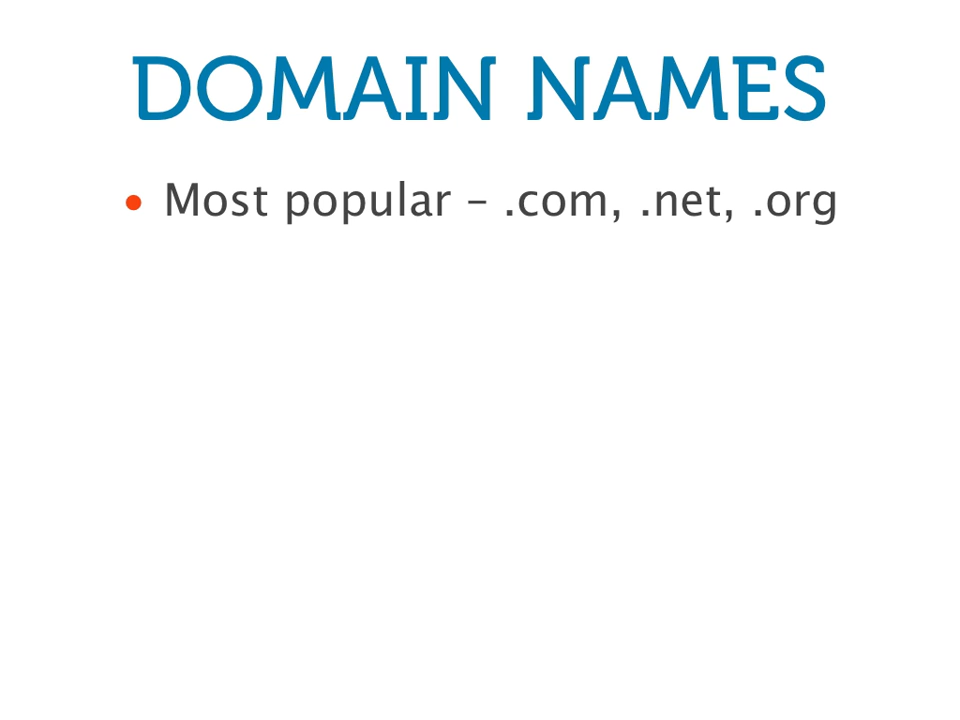 DOMAIN NAMES
• Most popular – .com, .net, .org